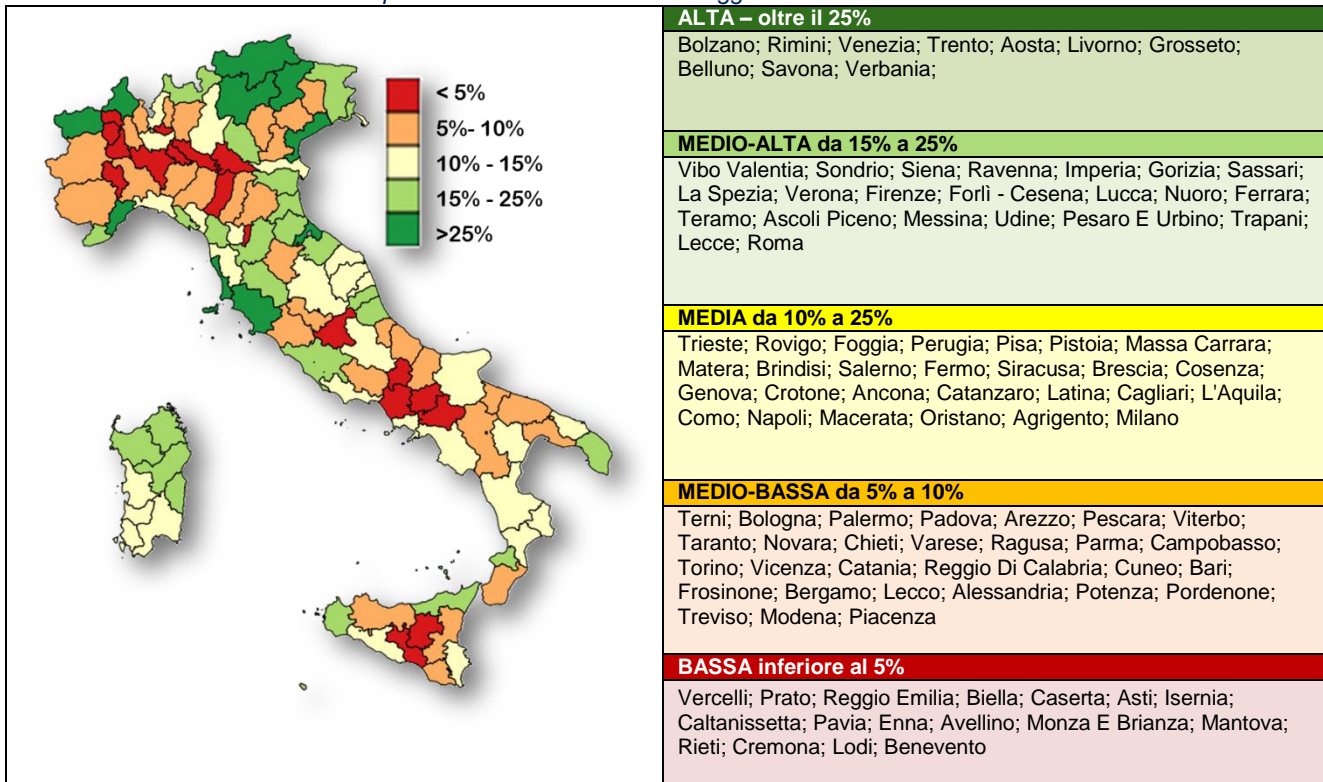 ALTA – oltre il 25%
Bolzano; Rimini; Venezia; Trento; Aosta; Livorno; Grosseto;
Belluno; Savona; Verbania;
< 5%
5%- 10%
10% - 15%
15% - 25%
>25%
MEDIO-ALTA da 15% a 25%
Vibo Valentia; Sondrio; Siena; Ravenna; Imperia; Gorizia; Sassari;
La Spezia; Verona; Firenze; Forlì - Cesena; Lucca; Nuoro; Ferrara;
Teramo; Ascoli Piceno; Messina; Udine; Pesaro E Urbino; Trapani;
Lecce; Roma
MEDIA da 10% a 25%
Trieste; Rovigo; Foggia; Perugia; Pisa; Pistoia; Massa Carrara;
Matera; Brindisi; Salerno; Fermo; Siracusa; Brescia; Cosenza;
Genova; Crotone; Ancona; Catanzaro; Latina; Cagliari; L'Aquila;
Como; Napoli; Macerata; Oristano; Agrigento; Milano
MEDIO-BASSA da 5% a 10%
Terni; Bologna; Palermo; Padova; Arezzo; Pescara; Viterbo;
Taranto; Novara; Chieti; Varese; Ragusa; Parma; Campobasso;
Torino; Vicenza; Catania; Reggio Di Calabria; Cuneo; Bari;
Frosinone; Bergamo; Lecco; Alessandria; Potenza; Pordenone;
Treviso; Modena; Piacenza
BASSA inferiore al 5%
Vercelli; Prato; Reggio Emilia; Biella; Caserta; Asti; Isernia;
Caltanissetta; Pavia; Enna; Avellino; Monza E Brianza; Mantova;
Rieti; Cremona; Lodi; Benevento